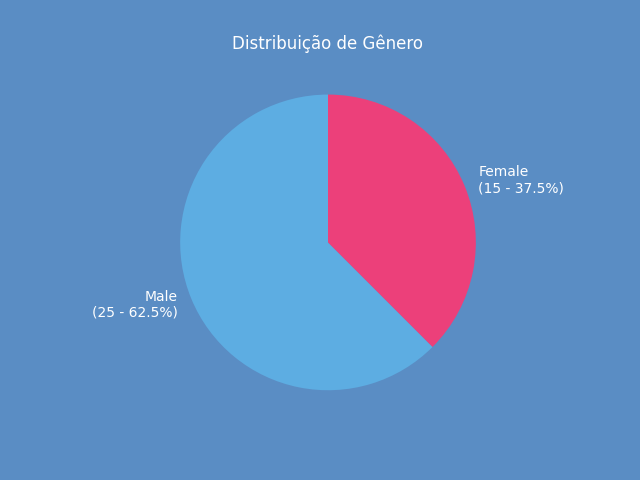 Distribuição de Gênero
Female
(15 - 37.5%)
Male
(25 - 62.5%)